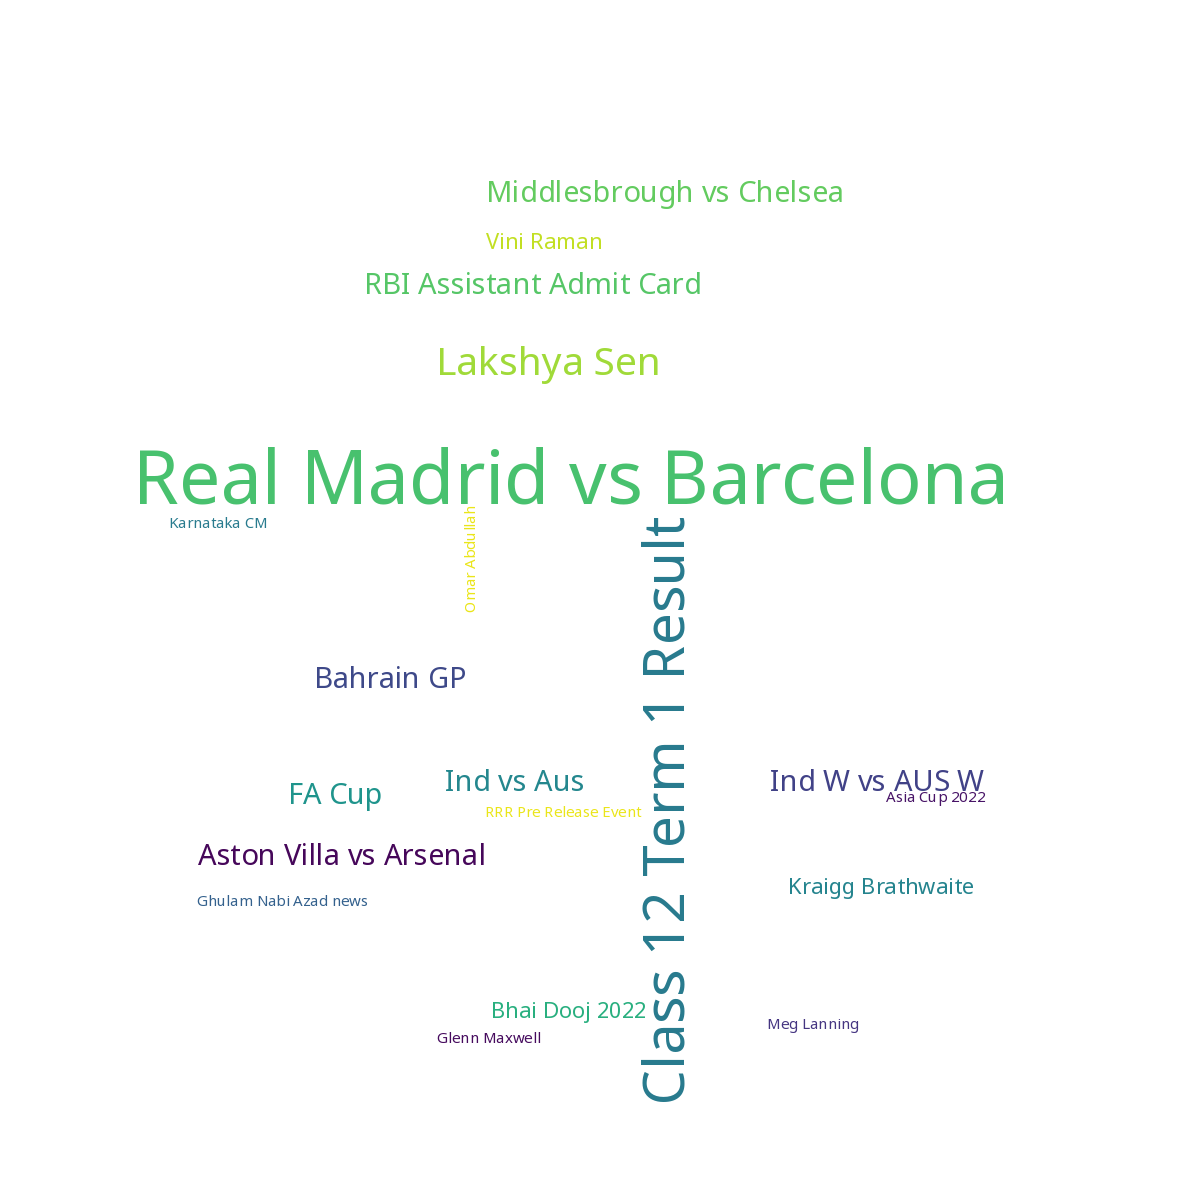 Middlesbrough vs Chelsea
Vini Raman
RBI Assistant Admit Card
Lakshya Sen
Real Madrid vs Barcelona
Karnataka CM
Omar Abdullah
Class 12 Term 1 Result
Bahrain GP
Ind vs Aus
Ind W vs AUS W
FA Cup
Asia Cup 2022
RRR Pre Release Event
Aston Villa vs Arsenal
Kraigg Brathwaite
Ghulam Nabi Azad news
Bhai Dooj 2022
Meg Lanning
Glenn Maxwell